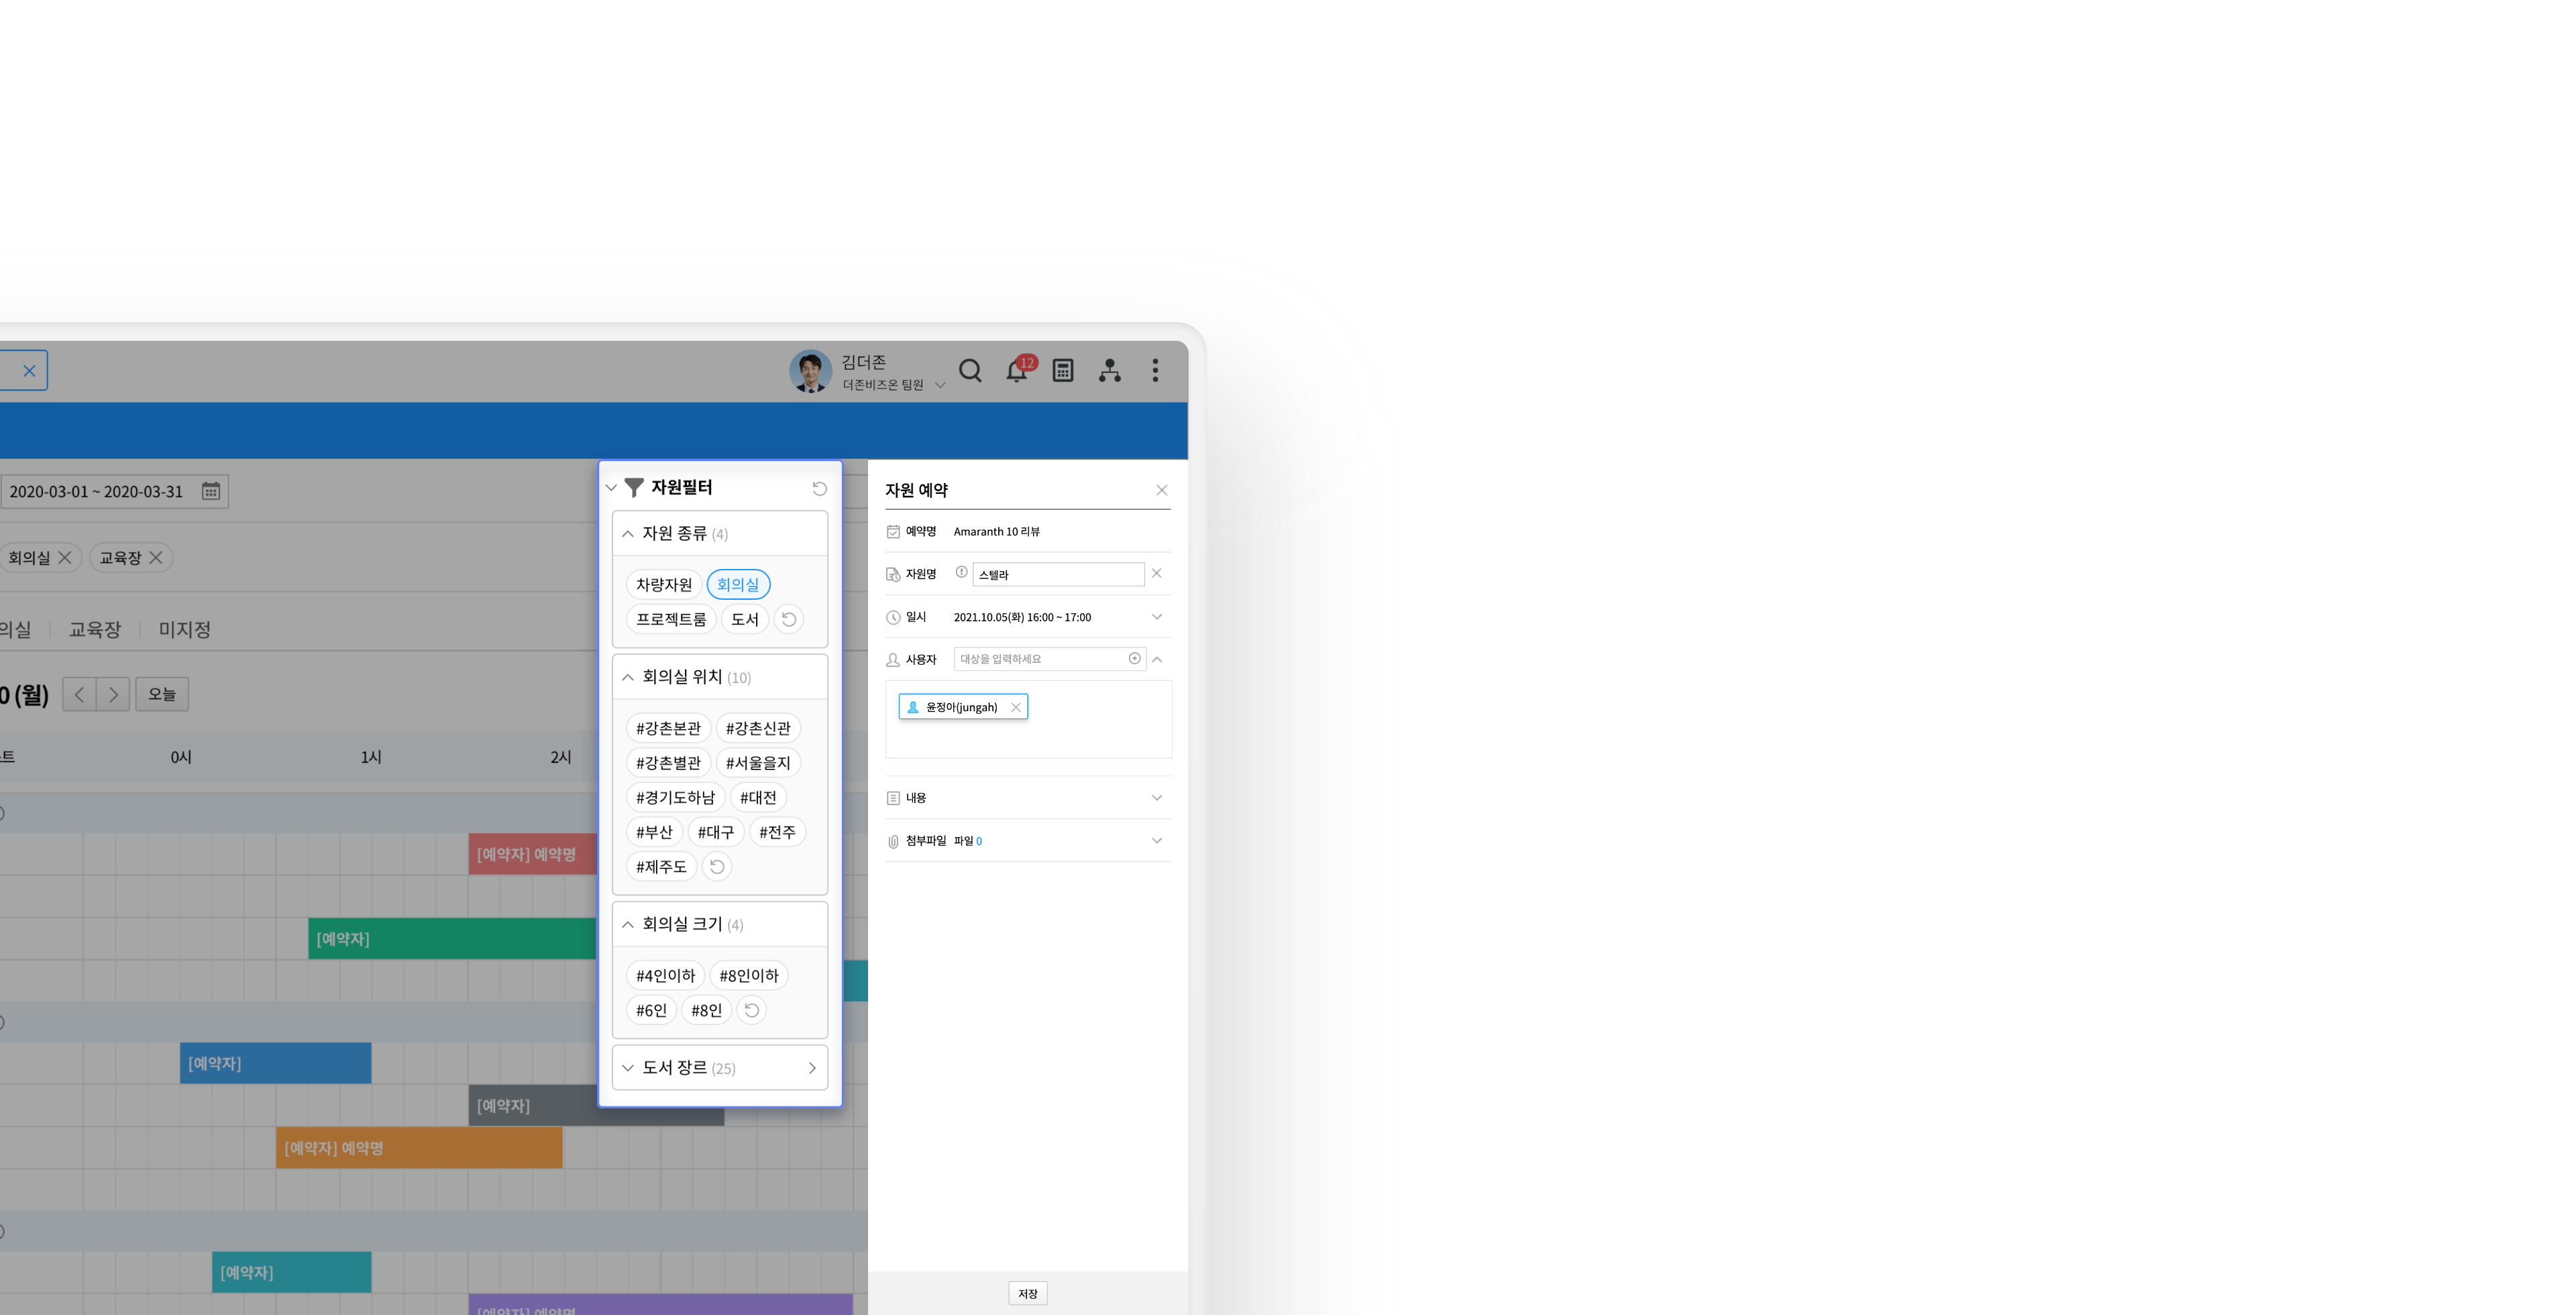 김더존
더존비즈온 팀원
12
2020-03-01 ~ 2020-03-31
회의실
교육장
의실
교육장
미지정
0 (월)
오늘
트
0시
1시
2시
[예약자] 예약명
[예약자]
[예약자]
[예약자]
[예약자] 예약명
[예약자]
[예약자] 예약명
자원필터
자원 종류 (4)
차량자원 회의실
프로젝트룸 도서
회의실 위치 (10)
#강촌본관 #강촌신관
#강촌별관 #서울을지
#경기도하남 #대전
#부산 #대구 #전주
#제주도
회의실 크기 (4)
#4인이하 #8인이하
#6인 #8인
도서 장르 (25)
자원 예약
예약명 Amaranth 10 리뷰
자원명 스텔라
일시 2021.10.05(화) 16:00 ~ 17:00
사용자 대상을 입력하세요
윤정아(jungah)
내용
첨부파일 파일 0
저장